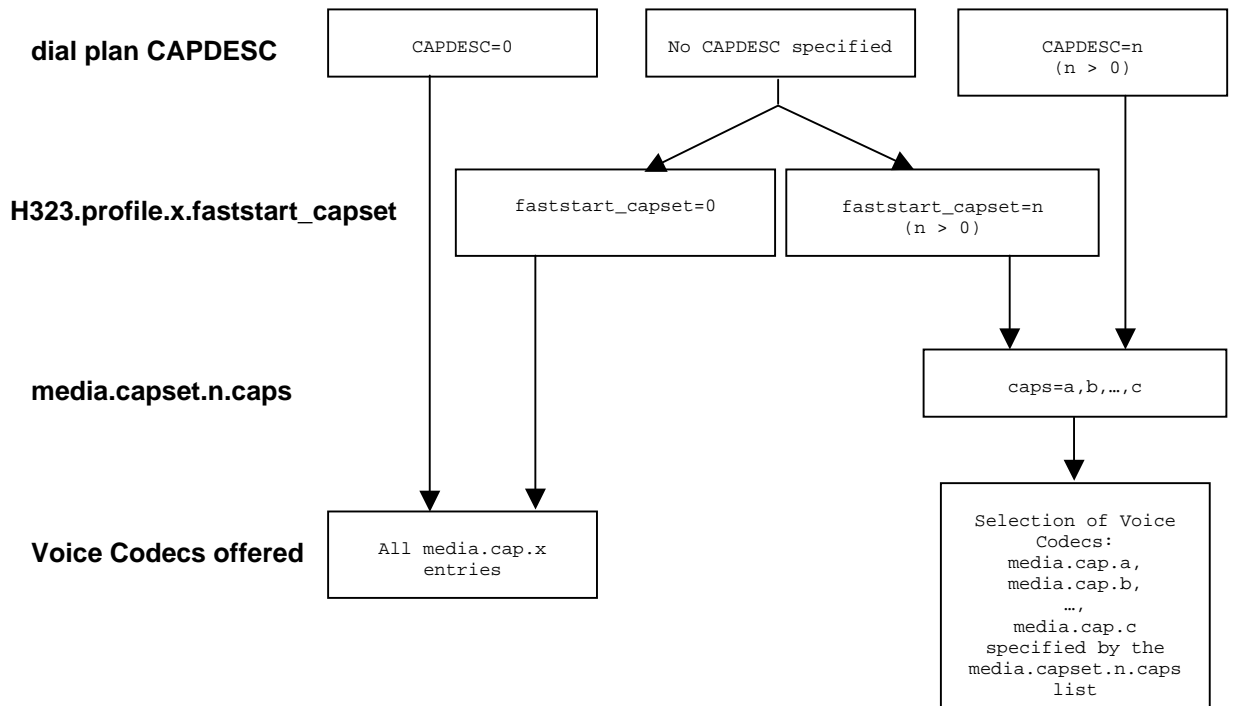 dial plan CAPDESC
CAPDESC=0
No CAPDESC specified
CAPDESC=n
(n > 0)
H323.profile.x.faststart_capset
faststart_capset=0
faststart_capset=n
(n > 0)
media.capset.n.caps
caps=a,b,…,c
Voice Codecs offered
All media.cap.x
entries
Selection of Voice
Codecs:
media.cap.a,
media.cap.b,
…,
media.cap.c
specified by the
media.capset.n.caps
list